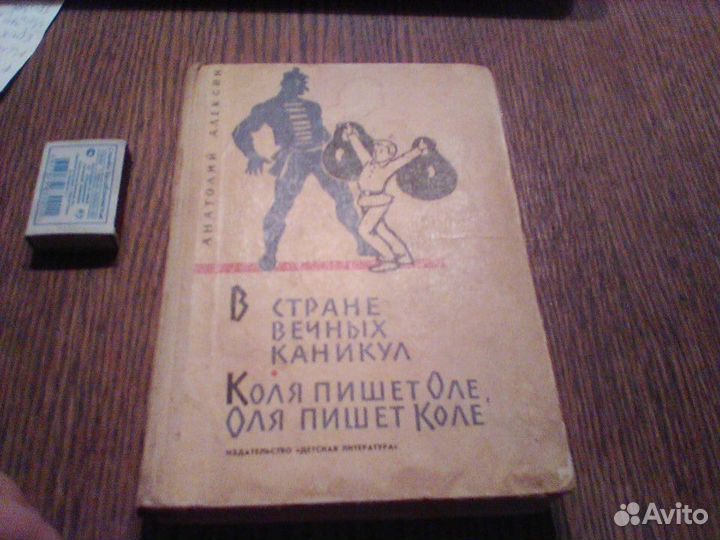 АНАТОЛИЙ АЛЕКСИН
В СТРАНЕ
ВЕЧНЫХ
КАНИКУЛ
КОЛЯ ПИШЕТ ОЛЕ,
ОЛЯ ПИШЕТ КОЛЕ
ИЗДАТЕЛЬСТВО «ДЕТСКАЯ ЛИТЕРАТУРА»
Avito